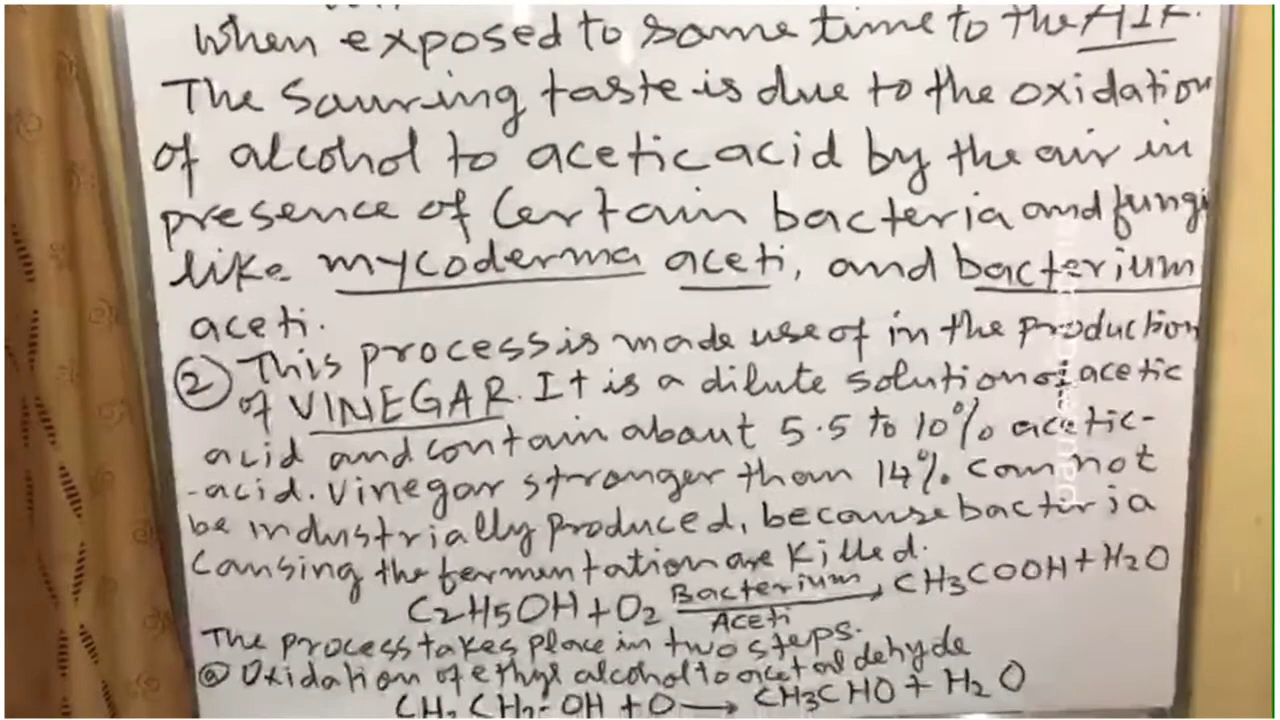 When exposed to some time to the AIR.
The Souring taste is due to the oxidation
of alcohol to acetic acid by the air in
presence of Certain bacteria and fungi
like mycoderma aceti, and bacterium
aceti.
② This process is made use of in the production
of VINEGAR. It is a dilute solution of acetic
acid and contain about 5.5 to 10% acetic-
-acid. Vinegar stronger than 14% can not
be industrially produced, because bacteria
Causing the fermentation are Killed.
C2H5OH + O2 Bacterium Aceti → CH3COOH + H2O
The process takes place in two steps.
ⓐ Oxidation of ethyl alcohol to acetaldehyde
CH3CH2-OH + O → CH3CHO + H2O